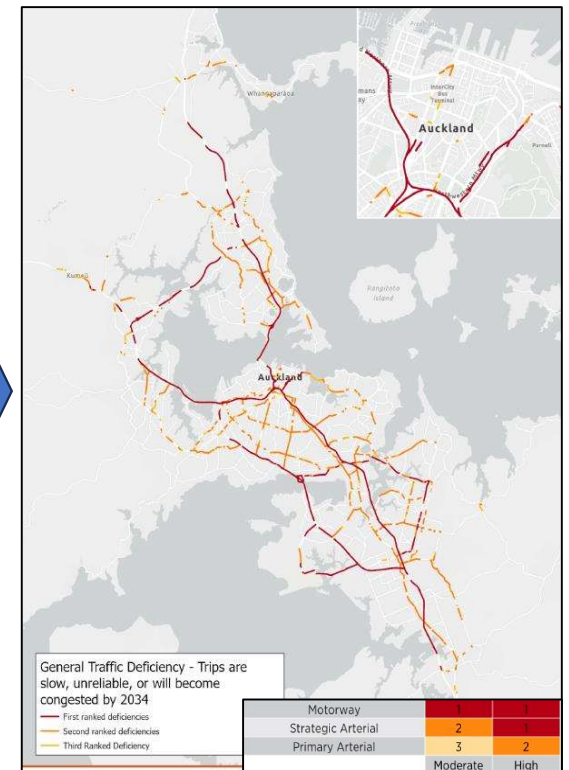 Whangaparāoa
Kumeū
Rangitoto
Island
Auckland
InterCity
Bus
Terminal
Auckland
Parnell
General Traffic Deficiency - Trips are
slow, unreliable, or will become
congested by 2034
First ranked deficiencies
Second ranked deficiencies
Third Ranked Deficiency
Motorway 1 1
Strategic Arterial 2 1
Primary Arterial 3 2
Moderate High